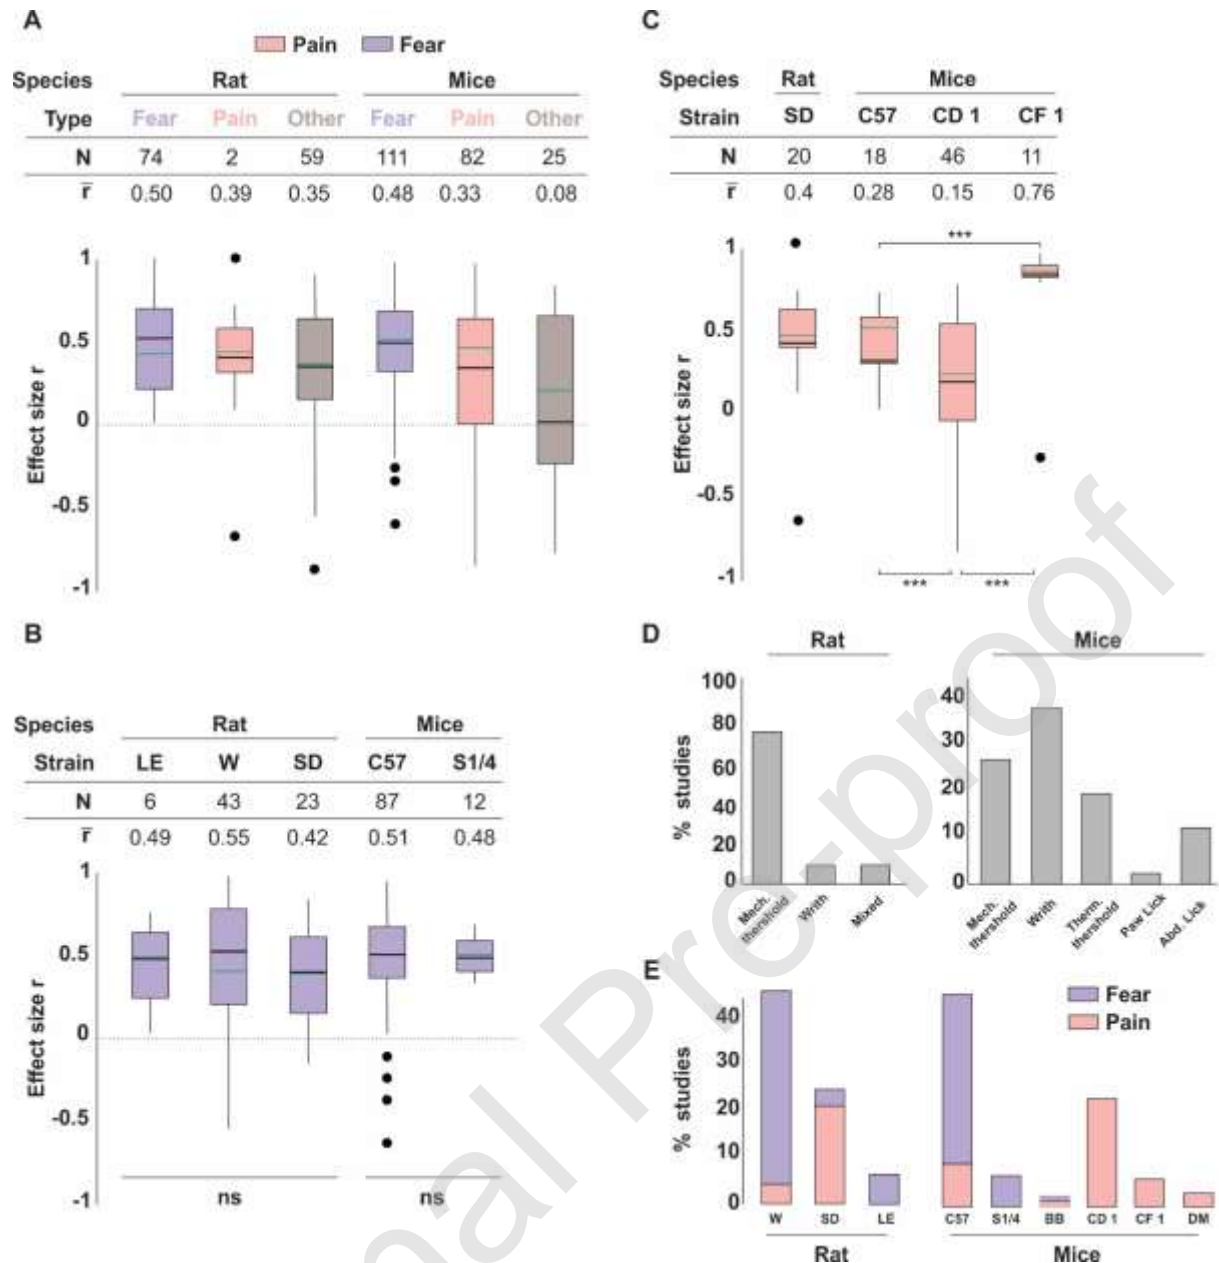 A
Pain Fear
Species Rat Mice
Type Fear Pain Other Fear Pain Other
N 74 2 59 111 82 25
r̅ 0.50 0.39 0.35 0.48 0.33 0.08
Effect size r
1
0.5
0
-0.5
-1
B
Species Rat Mice
Strain LE W SD C57 S1/4
N 6 43 23 87 12
r̅ 0.49 0.55 0.42 0.51 0.48
Effect size r
1
0.5
0
-0.5
-1
ns ns
C
Species Rat Mice
Strain SD C57 CD 1 CF 1
N 20 18 46 11
r̅ 0.4 0.28 0.15 0.76
Effect size r
***
1
0.5
0
-0.5
-1
*** ***
D
Rat Mice
% studies
100
80
60
40
20
0
Mech. thershold
Writh
Mixed
40
30
20
10
0
Mech. thershold
Writh
Therm. thershold
Paw Lick
Abd. Lick
E
Fear
Pain
% studies
40
30
20
10
0
W SD LE C57 S1/4 BB CD 1 CF 1 DM
Rat Mice
nal Pre-proof